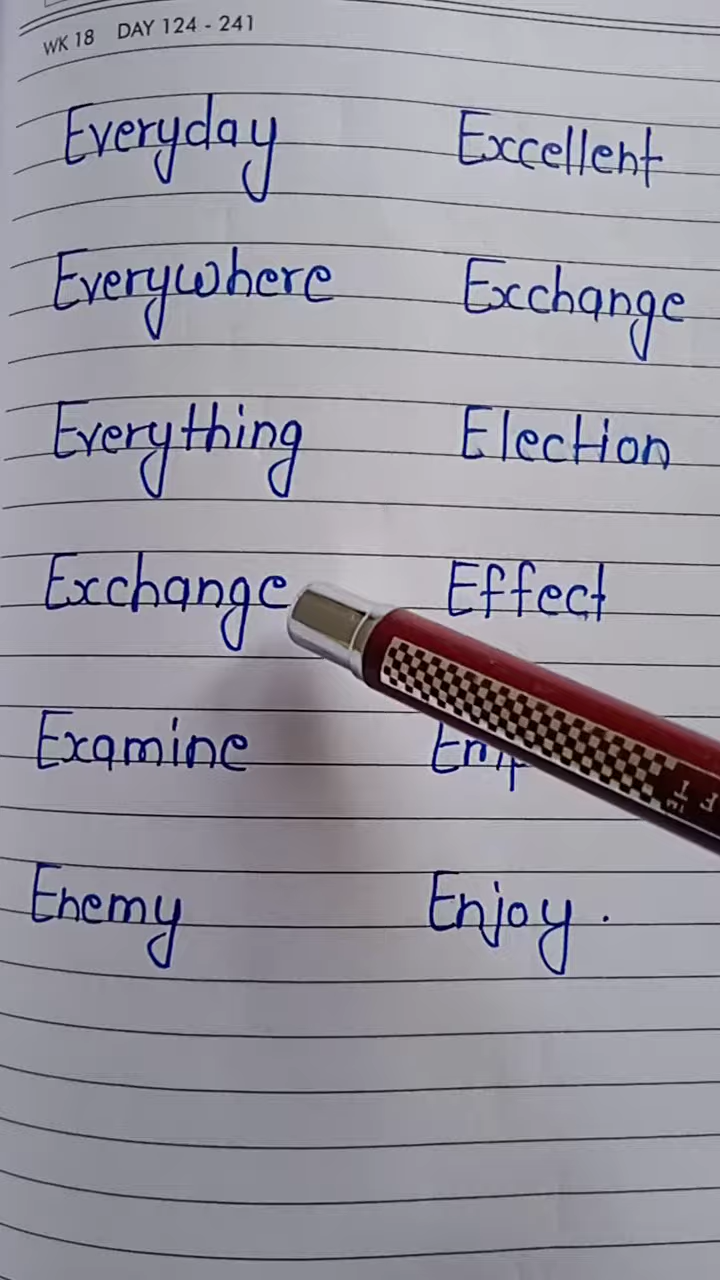 WK 18 DAY 124 - 241
Everyday Excellent
Everywhere Exchange
Everything Election
Exchange Effect
Examine
Enemy Enjoy .